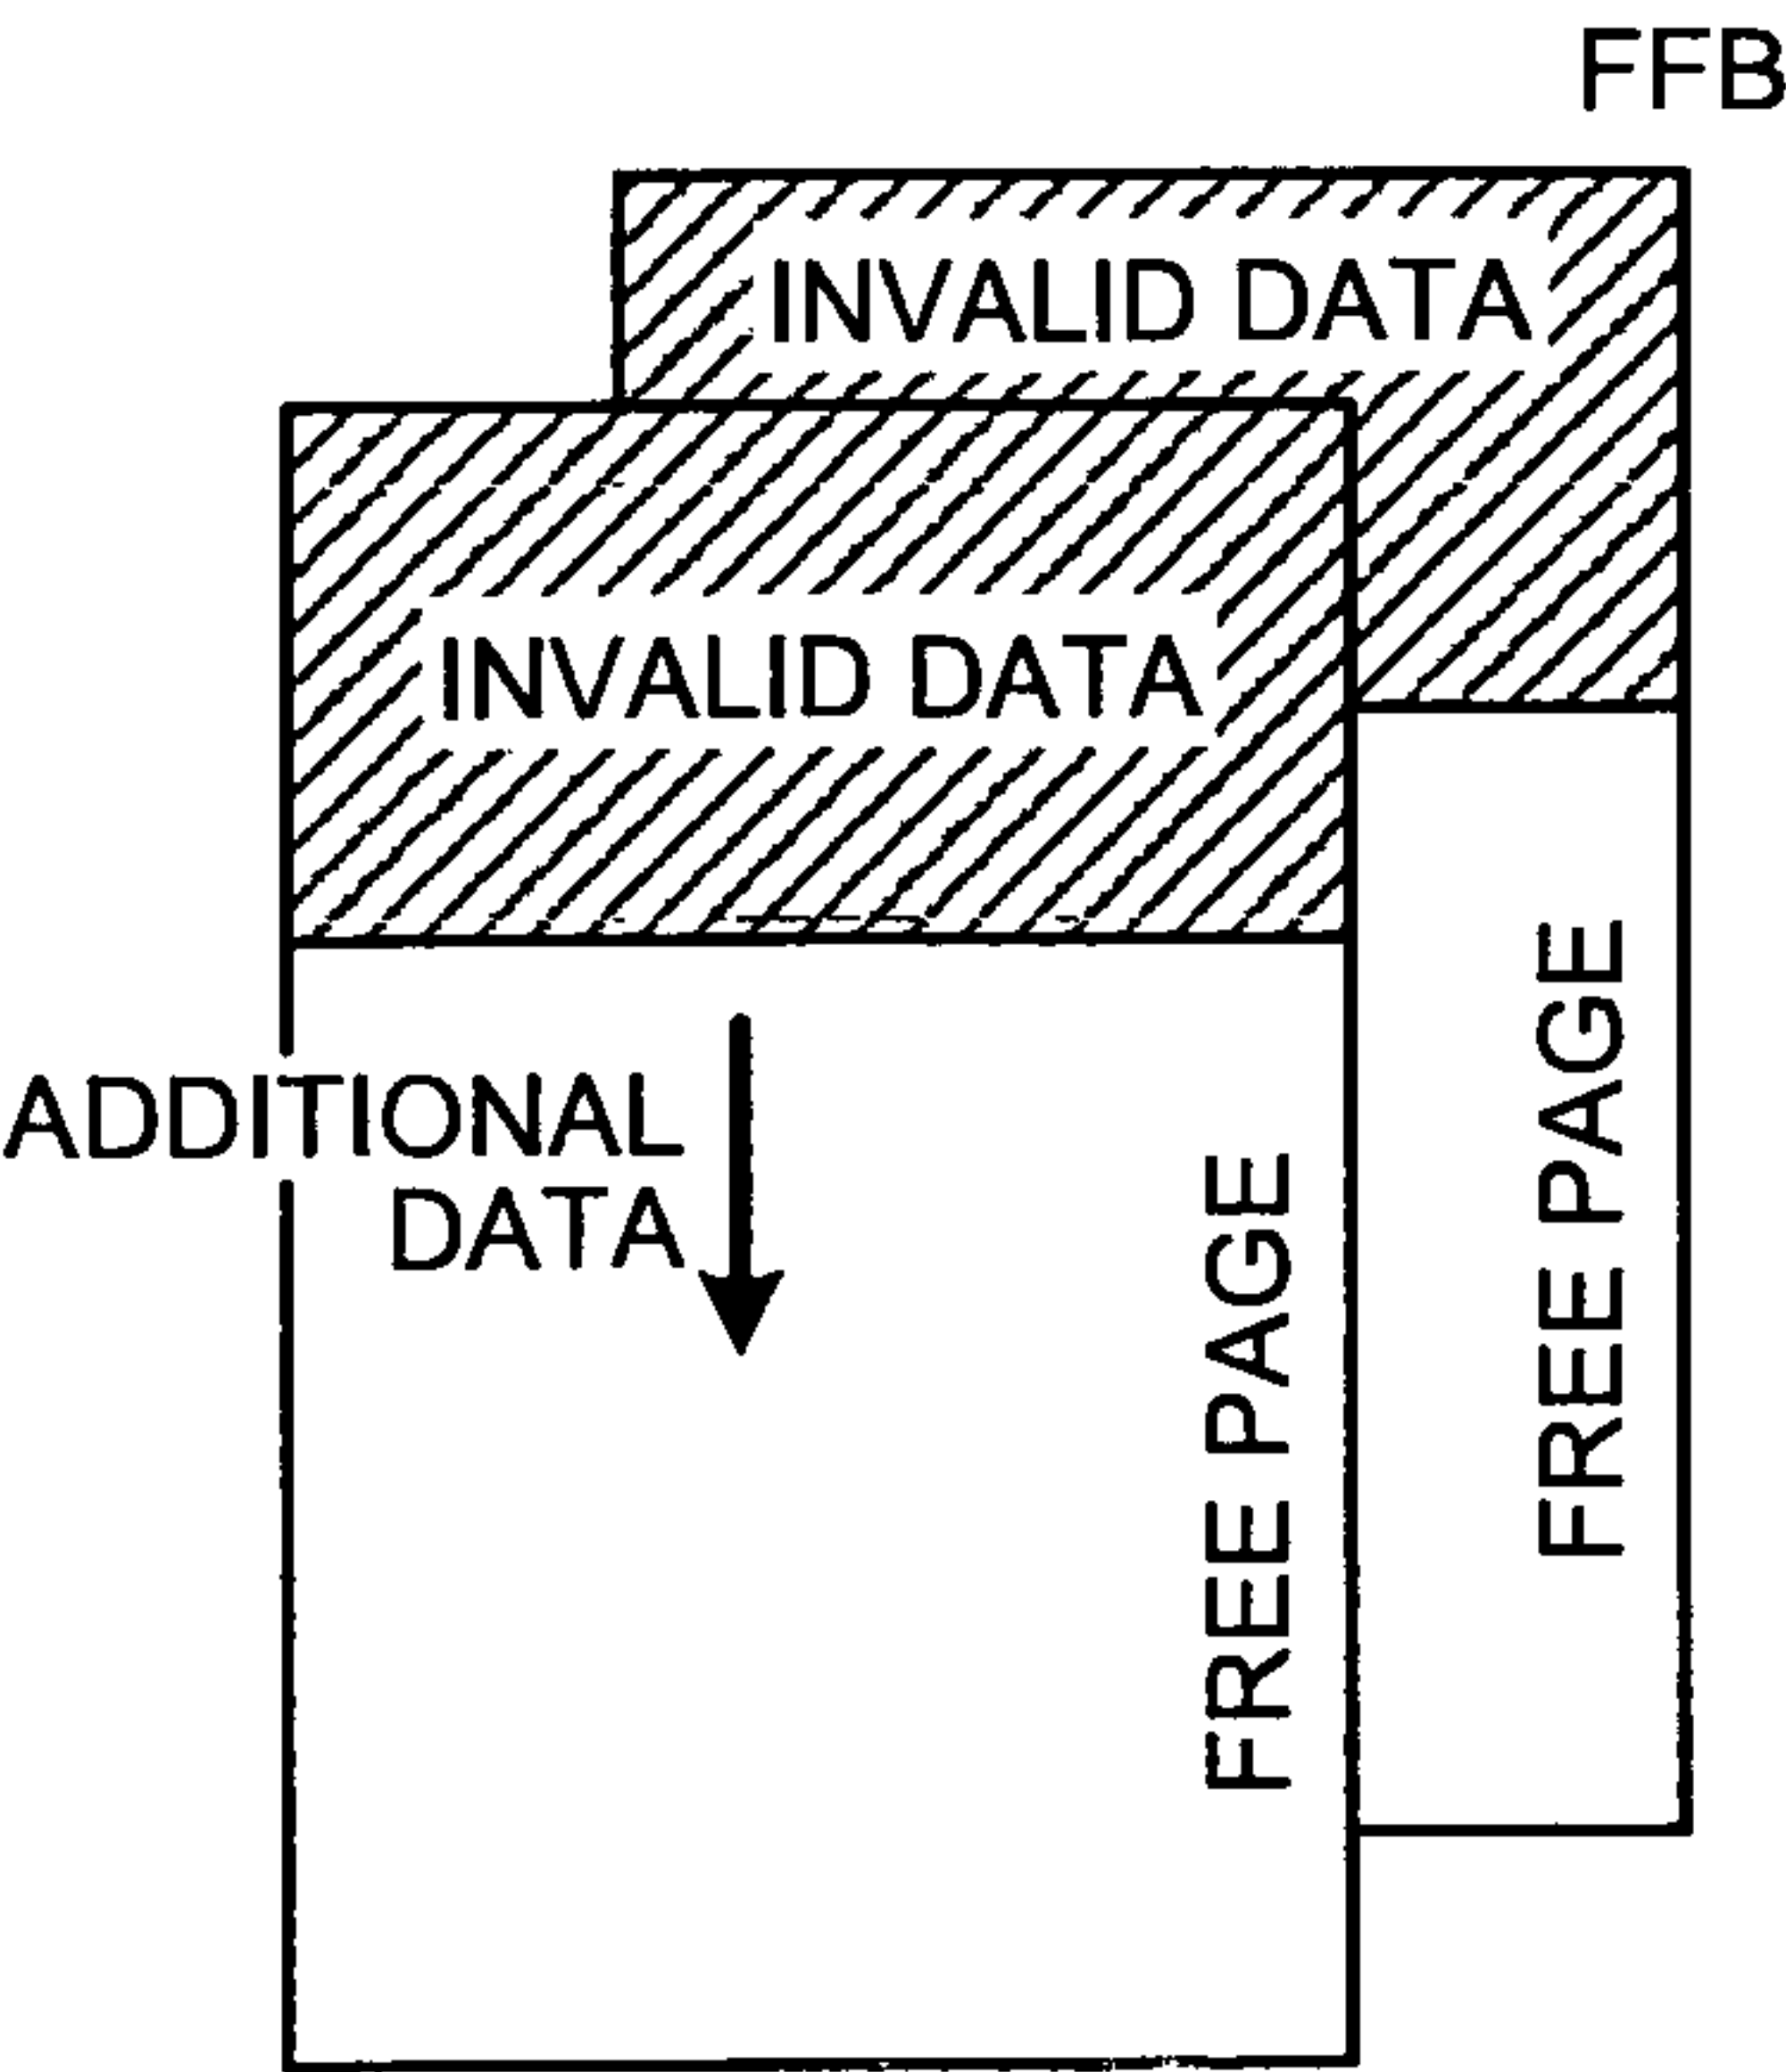 FFB
INVALID DATA
INVALID DATA
ADDITIONAL
DATA
FREE PAGE
FREE PAGE